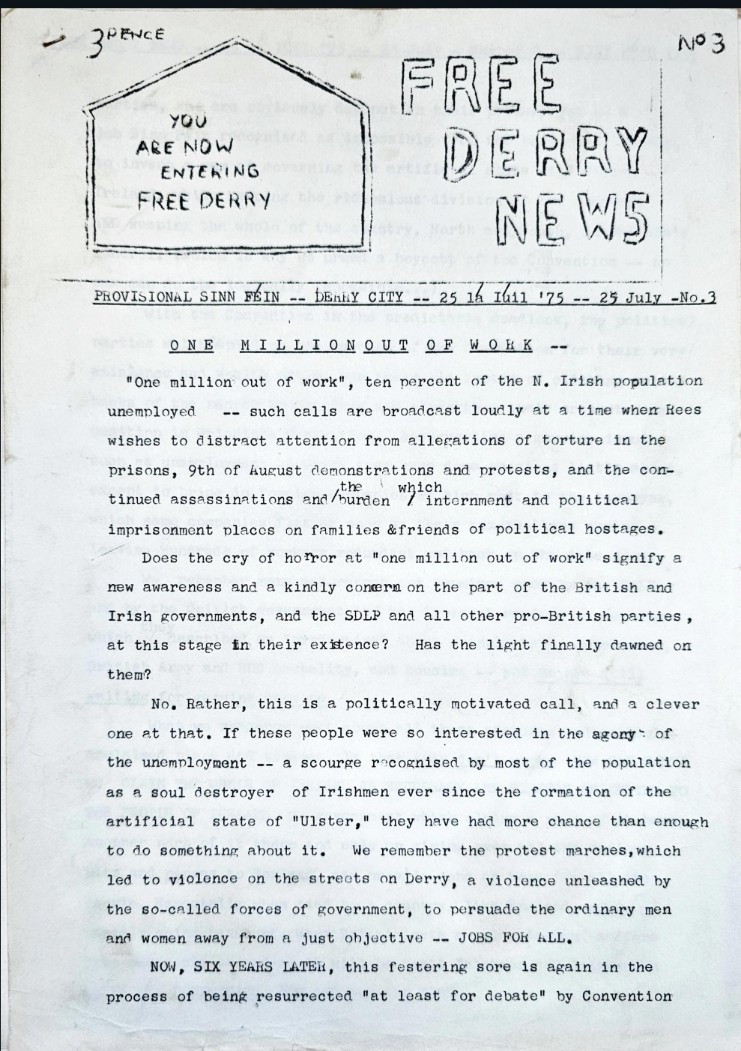 3 PENCE
Nº 3
YOU
ARE NOW
ENTERING
FREE DERRY
FREE
DERRY
NEWS
PROVISIONAL SINN FÉIN -- DERRY CITY -- 25 lá Iúil '75 -- 25 July -No.3
ONE MILLION OUT OF WORK --
"One million out of work", ten percent of the N. Irish population
unemployed -- such calls are broadcast loudly at a time when Rees
wishes to distract attention from allegations of torture in the
prisons, 9th of August demonstrations and protests, and the con-
tinued assassinations and/the burden which/ internment and political
imprisonment places on families &friends of political hostages.
Does the cry of horror at "one million out of work" signify a
new awareness and a kindly concern on the part of the British and
Irish governments, and the SDLP and all other pro-British parties,
at this stage in their existence? Has the light finally dawned on
them?
No. Rather, this is a politically motivated call, and a clever
one at that. If these people were so interested in the agony of
the unemployment -- a scourge recognised by most of the population
as a soul destroyer of Irishmen ever since the formation of the
artificial state of "Ulster," they have had more chance than enough
to do something about it. We remember the protest marches,which
led to violence on the streets on Derry, a violence unleashed by
the so-called forces of government, to persuade the ordinary men
and women away from a just objective -- JOBS FOR ALL.
NOW, SIX YEARS LATER, this festering sore is again in the
process of being resurrected "at least for debate" by Convention